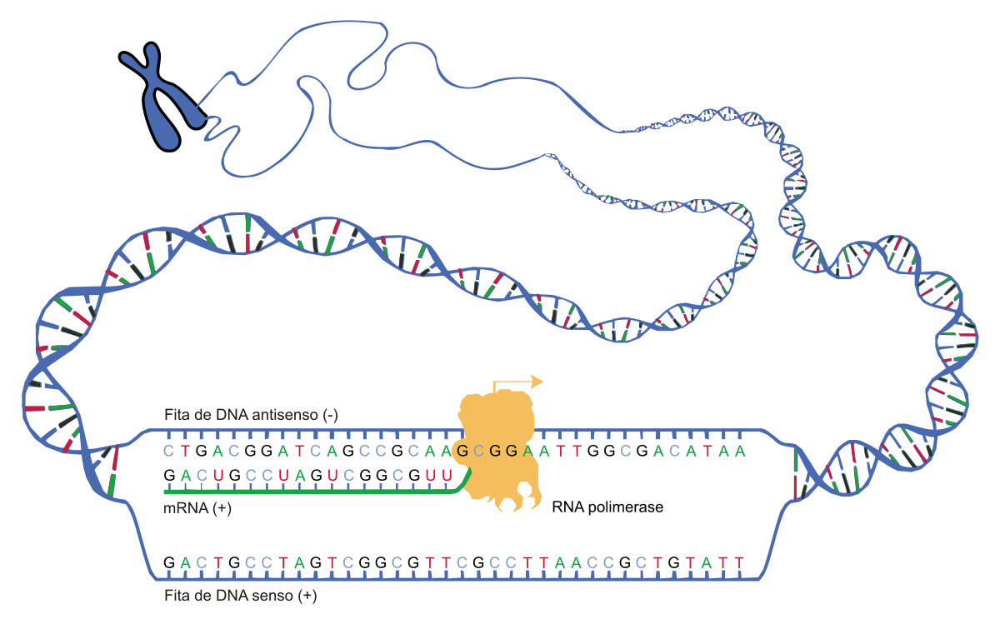 Fita de DNA antisenso (-)
CTGACGGATCAGCCGCAAGCGGAATTGGCGACATAA
GACUGCCUAGUCGGCGUU
mRNA (+)
RNA polimerase
GACTGCCTAGTCGGCGTTCGCCTTAACCGCTGTATT
Fita de DNA senso (+)